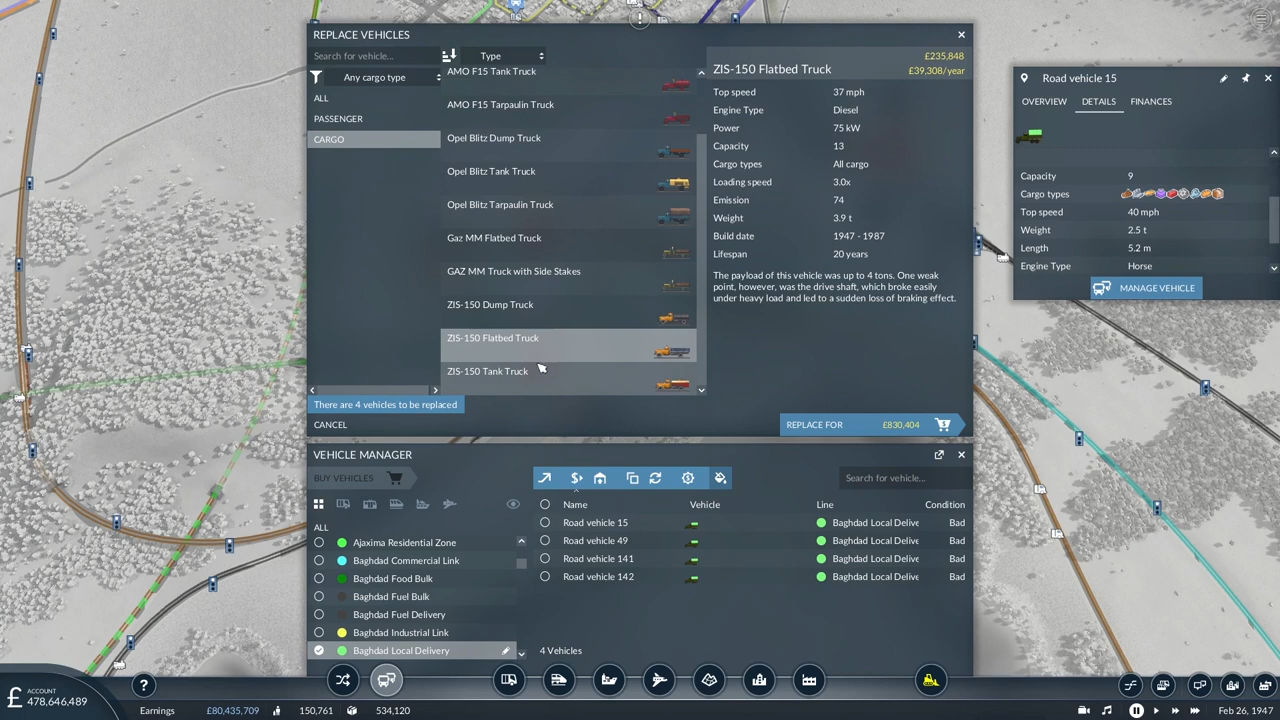 REPLACE VEHICLES
Search for vehicle...
Type
Any cargo type
ALL
PASSENGER
CARGO
AMO F15 Tank Truck
AMO F15 Tarpaulin Truck
Opel Blitz Dump Truck
Opel Blitz Tank Truck
Opel Blitz Tarpaulin Truck
Gaz MM Flatbed Truck
GAZ MM Truck with Side Stakes
ZIS-150 Dump Truck
ZIS-150 Flatbed Truck
ZIS-150 Tank Truck
£235,848
ZIS-150 Flatbed Truck
£39,308/year
Top speed 37 mph
Engine Type Diesel
Power 75 kW
Capacity 13
Cargo types All cargo
Loading speed 3.0x
Emission 74
Weight 3.9 t
Build date 1947 - 1987
Lifespan 20 years
The payload of this vehicle was up to 4 tons. One weak
point, however, was the drive shaft, which broke easily
under heavy load and led to a sudden loss of braking effect.
There are 4 vehicles to be replaced
CANCEL
REPLACE FOR £830,404
Road vehicle 15
OVERVIEW DETAILS FINANCES
Capacity 9
Cargo types
Top speed 40 mph
Weight 2.5 t
Length 5.2 m
Engine Type Horse
MANAGE VEHICLE
VEHICLE MANAGER
BUY VEHICLES
Search for vehicle...
ALL
Ajaxima Residential Zone
Baghdad Commercial Link
Baghdad Food Bulk
Baghdad Fuel Bulk
Baghdad Fuel Delivery
Baghdad Industrial Link
Baghdad Local Delivery
Name Vehicle Line Condition
Road vehicle 15 Baghdad Local Delive Bad
Road vehicle 49 Baghdad Local Delive Bad
Road vehicle 141 Baghdad Local Delive Bad
Road vehicle 142 Baghdad Local Delive Bad
4 Vehicles
£ ACCOUNT
478,646,489
?
Earnings £80,435,709 150,761 534,120
Feb 26, 1947